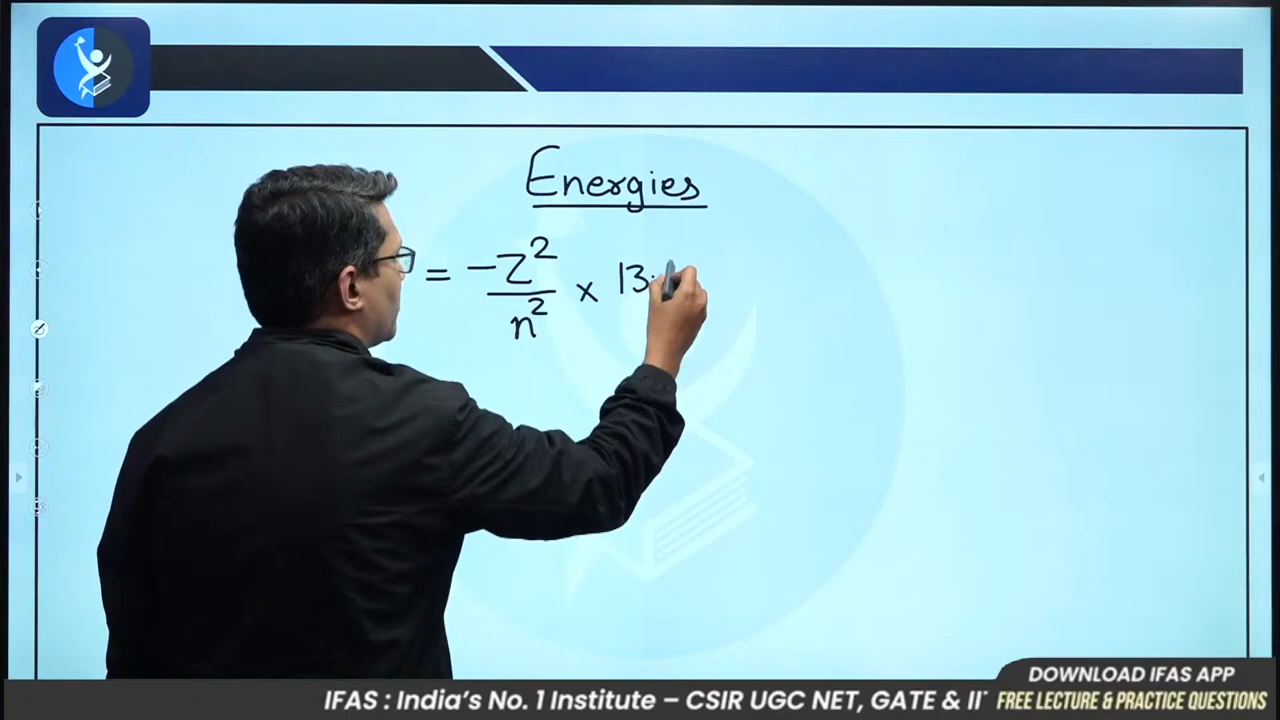 Energies
= -Z²/n² × 13.
DOWNLOAD IFAS APP
IFAS : India's No. 1 Institute – CSIR UGC NET, GATE & II
FREE LECTURE & PRACTICE QUESTIONS